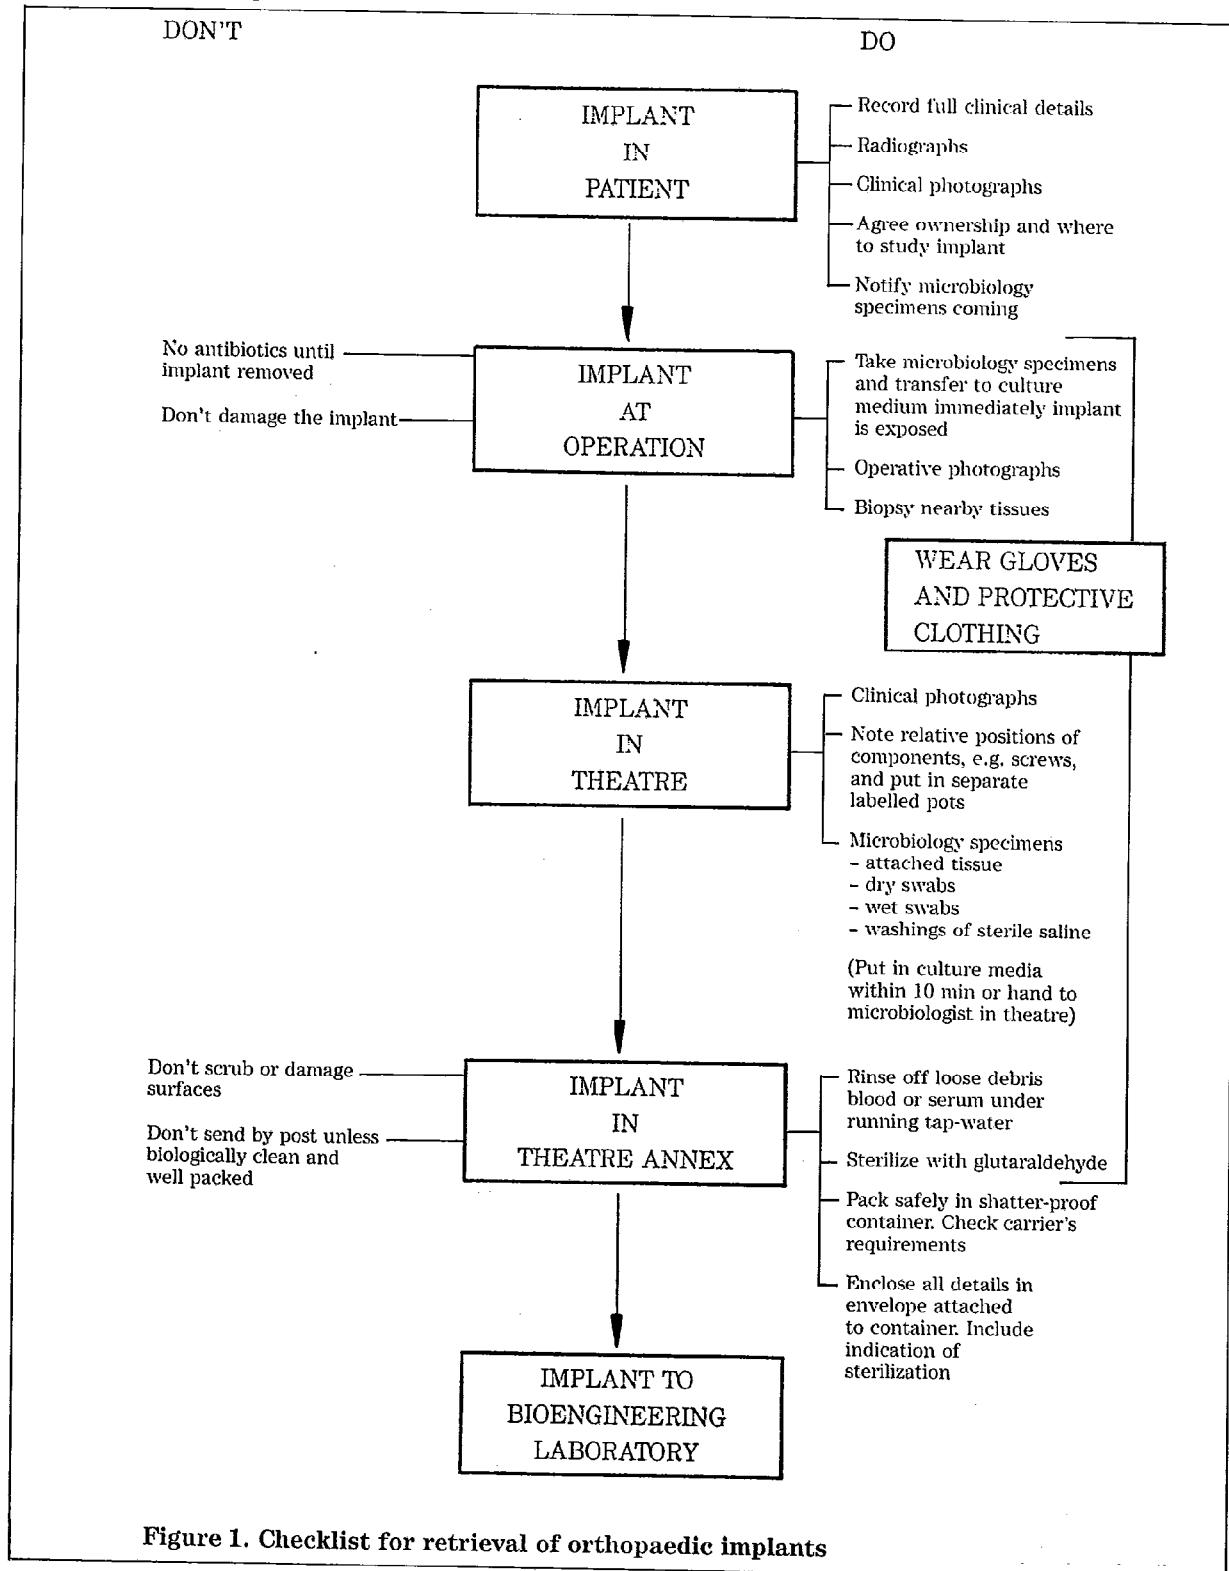 DON'T
DO
IMPLANT
IN
PATIENT
Record full clinical details
Radiographs
Clinical photographs
Agree ownership and where
to study implant
Notify microbiology
specimens coming
No antibiotics until
implant removed
Don't damage the implant
IMPLANT
AT
OPERATION
Take microbiology specimens
and transfer to culture
medium immediately implant
is exposed
Operative photographs
Biopsy nearby tissues
WEAR GLOVES
AND PROTECTIVE
CLOTHING
IMPLANT
IN
THEATRE
Clinical photographs
Note relative positions of
components, e.g. screws,
and put in separate
labelled pots
Microbiology specimens
- attached tissue
- dry swabs
- wet swabs
- washings of sterile saline
(Put in culture media
within 10 min or hand to
microbiologist in theatre)
Don't scrub or damage
surfaces
Don't send by post unless
biologically clean and
well packed
IMPLANT
IN
THEATRE ANNEX
Rinse off loose debris
blood or serum under
running tap-water
Sterilize with glutaraldehyde
Pack safely in shatter-proof
container. Check carrier's
requirements
Enclose all details in
envelope attached
to container. Include
indication of
sterilization
IMPLANT TO
BIOENGINEERING
LABORATORY
Figure 1. Checklist for retrieval of orthopaedic implants